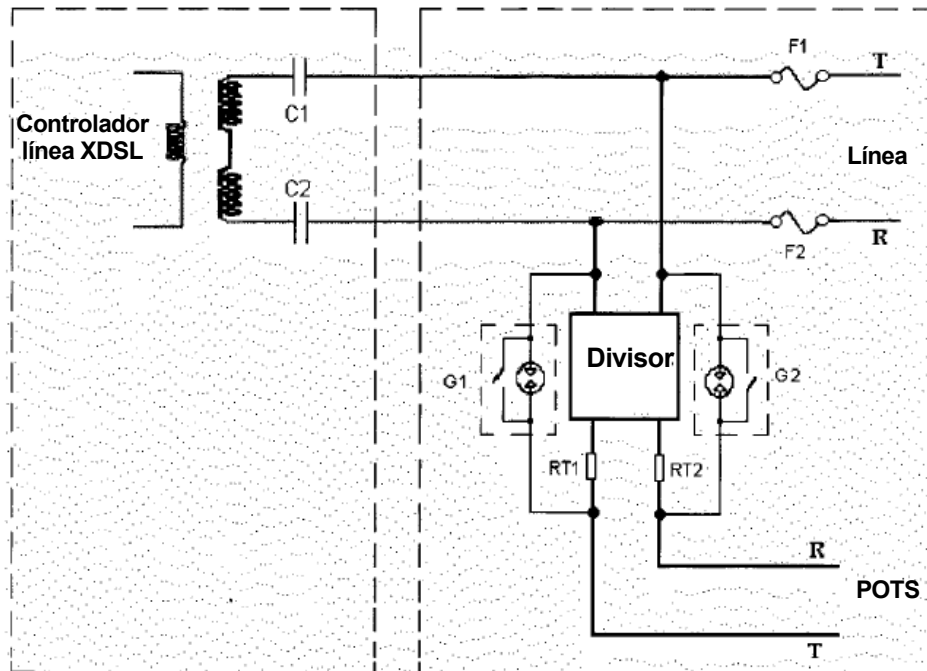 F1
T
C1
Controlador
línea XDSL
Línea
C2
R
F2
G1
Divisor
G2
RT1
RT2
R
POTS
T